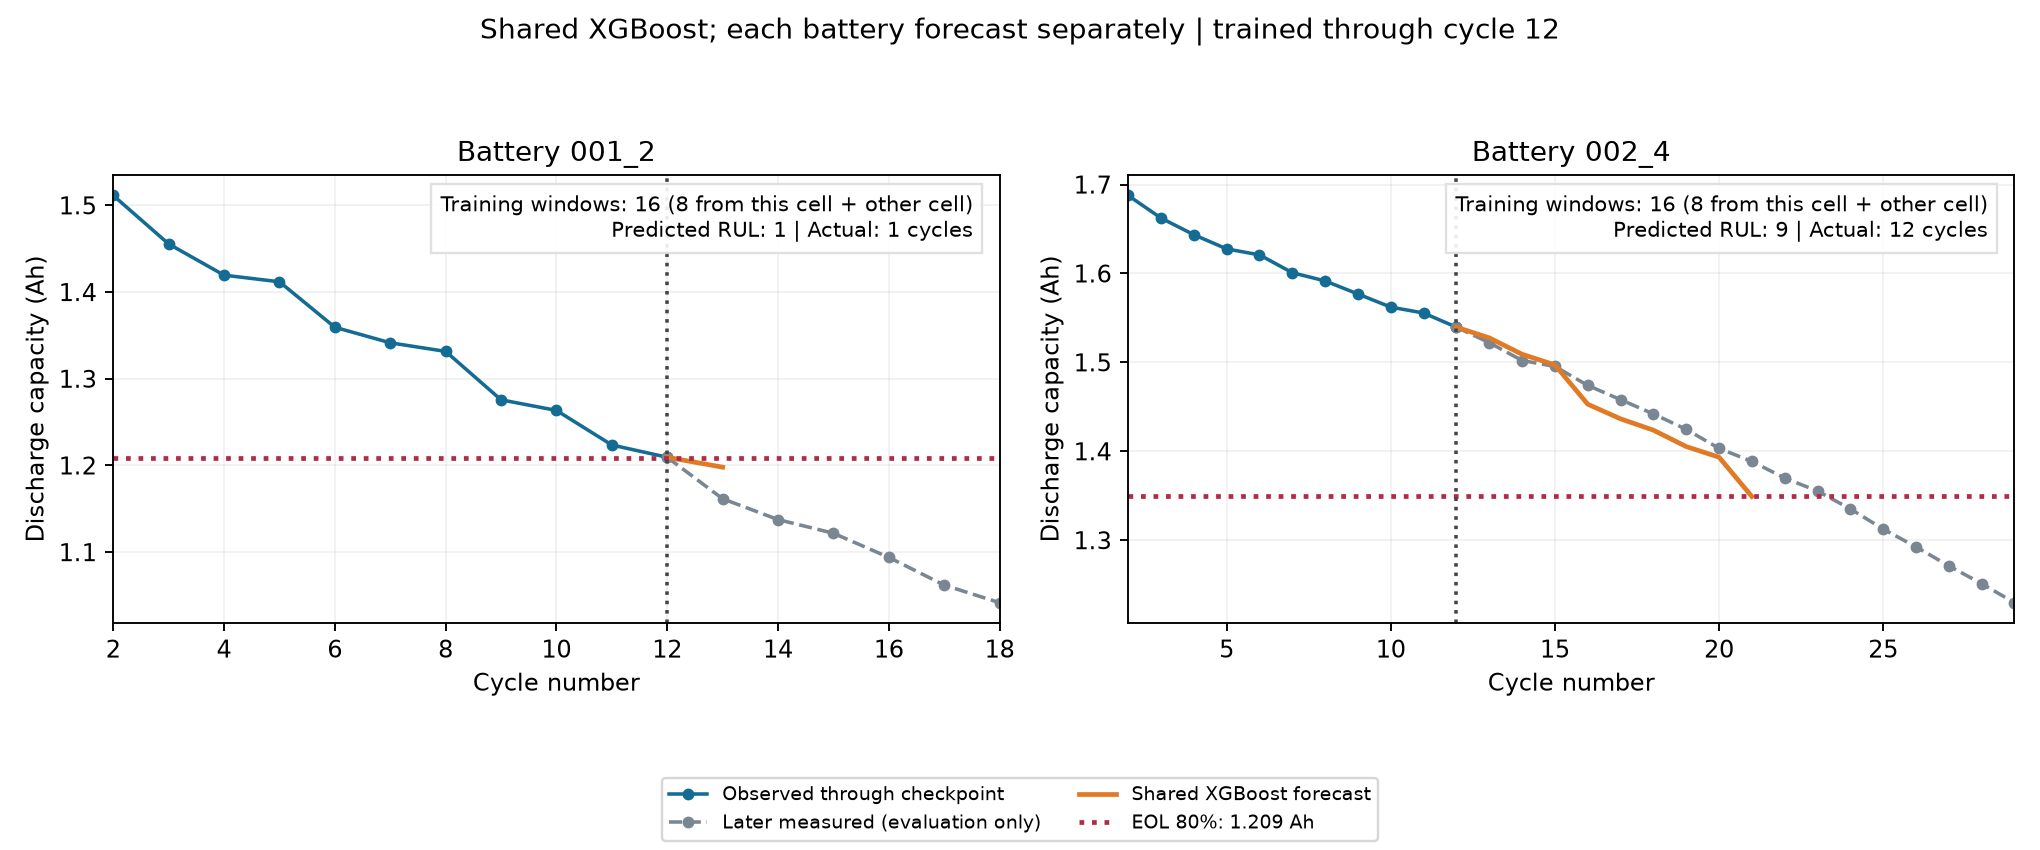 Shared XGBoost; each battery forecast separately | trained through cycle 12
Battery 001_2
Training windows: 16 (8 from this cell + other cell)
Predicted RUL: 1 | Actual: 1 cycles
Discharge capacity (Ah)
1.5
1.4
1.3
1.2
1.1
2 4 6 8 10 12 14 16 18
Cycle number
Battery 002_4
Training windows: 16 (8 from this cell + other cell)
Predicted RUL: 9 | Actual: 12 cycles
Discharge capacity (Ah)
1.7
1.6
1.5
1.4
1.3
5 10 15 20 25
Cycle number
Observed through checkpoint
Later measured (evaluation only)
Shared XGBoost forecast
EOL 80%: 1.209 Ah